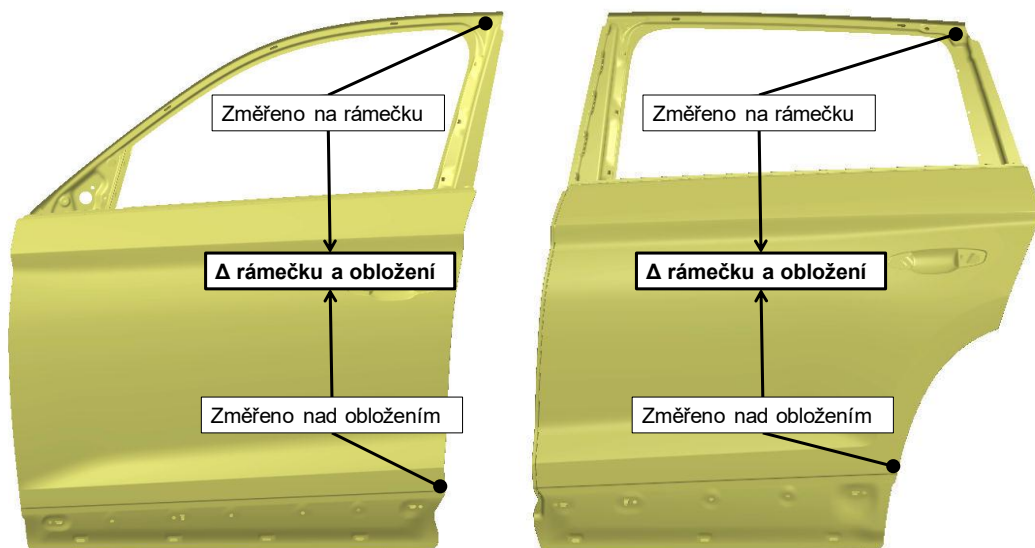 Změřeno na rámečku
Změřeno na rámečku
Δ rámečku a obložení
Δ rámečku a obložení
Změřeno nad obložením
Změřeno nad obložením